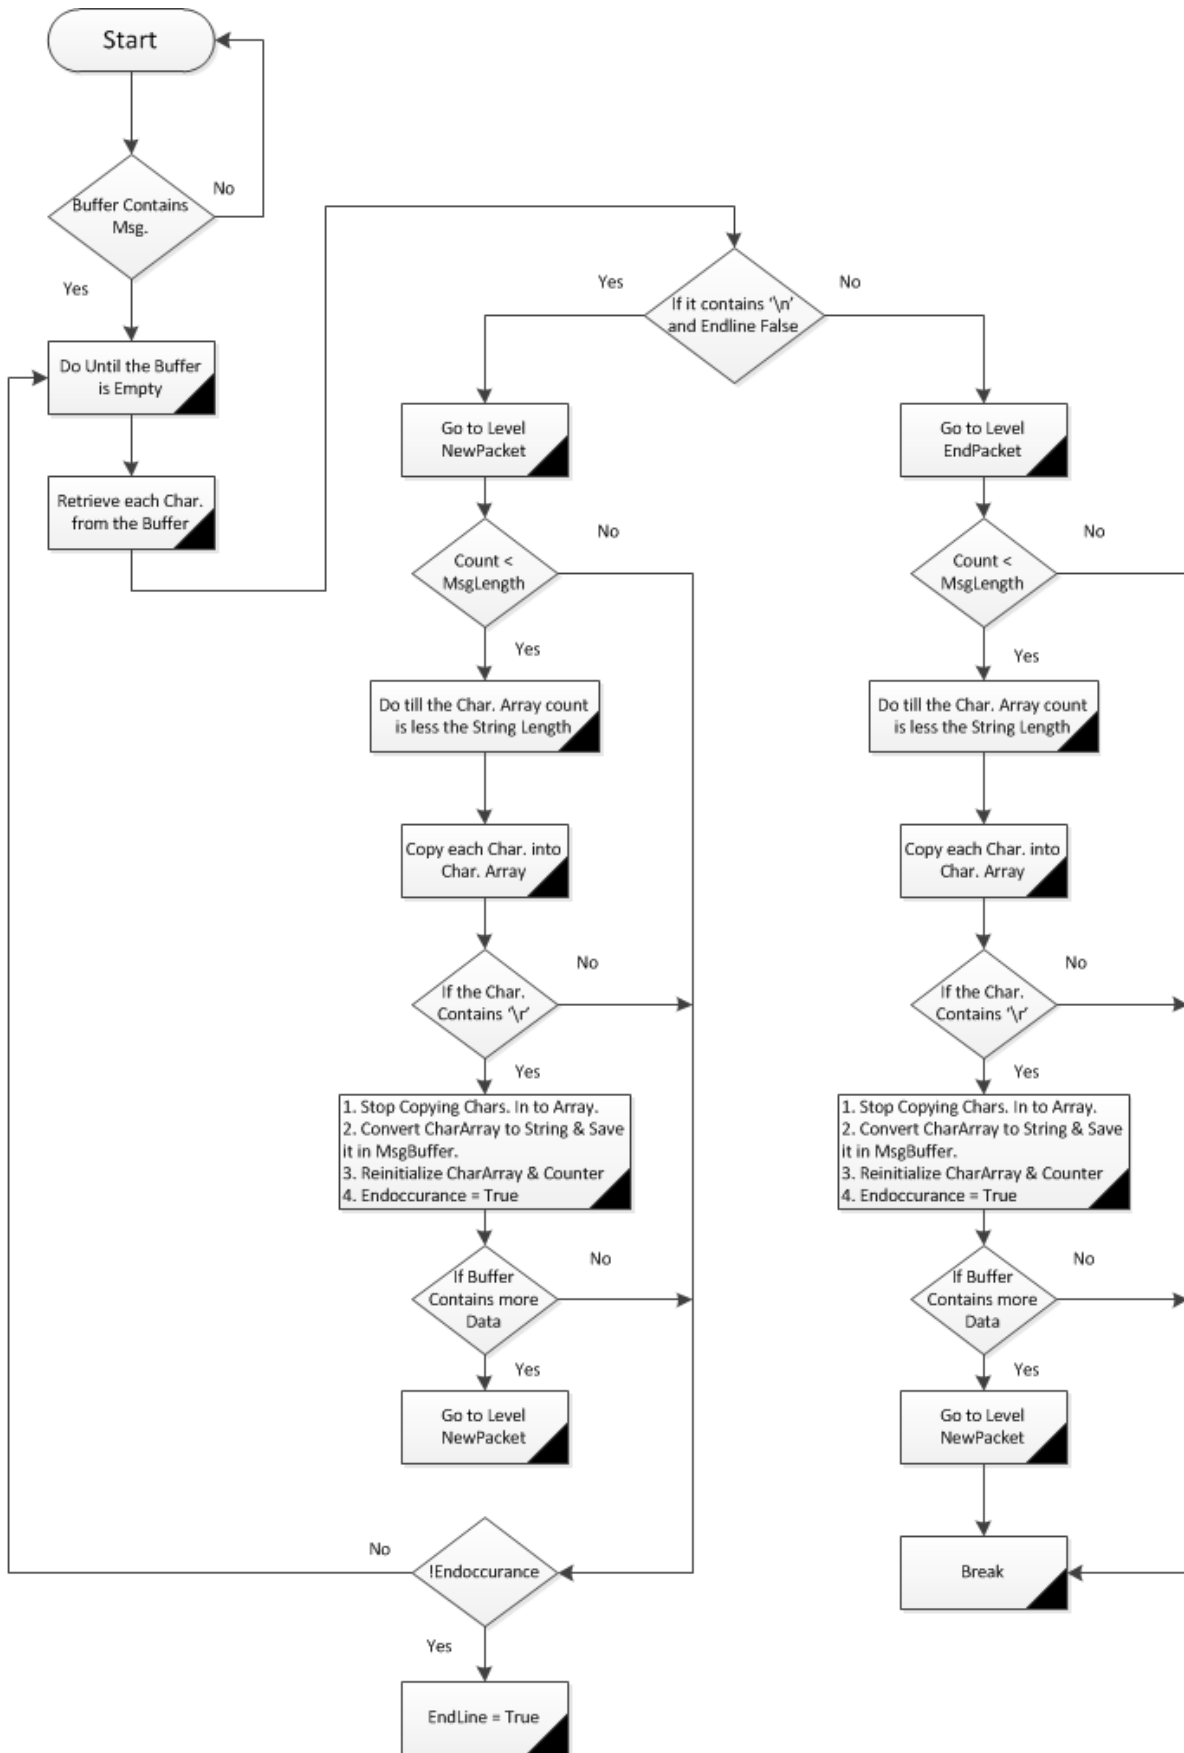 Start
Buffer Contains
Msg.
No
Yes
Do Until the Buffer
is Empty
Retrieve each Char.
from the Buffer
If it contains ‘\n’
and Endline False
Yes
No
Go to Level
NewPacket
Count <
MsgLength
No
Yes
Do till the Char. Array count
is less the String Length
Copy each Char. into
Char. Array
If the Char.
Contains ‘\r’
No
Yes
1. Stop Copying Chars. In to Array.
2. Convert CharArray to String & Save
it in MsgBuffer.
3. Reinitialize CharArray & Counter
4. Endoccurance = True
If Buffer
Contains more
Data
No
Yes
Go to Level
NewPacket
!Endoccurance
No
Yes
EndLine = True
Go to Level
EndPacket
Count <
MsgLength
No
Yes
Do till the Char. Array count
is less the String Length
Copy each Char. into
Char. Array
If the Char.
Contains ‘\r’
No
Yes
1. Stop Copying Chars. In to Array.
2. Convert CharArray to String & Save
it in MsgBuffer.
3. Reinitialize CharArray & Counter
4. Endoccurance = True
If Buffer
Contains more
Data
No
Yes
Go to Level
NewPacket
Break